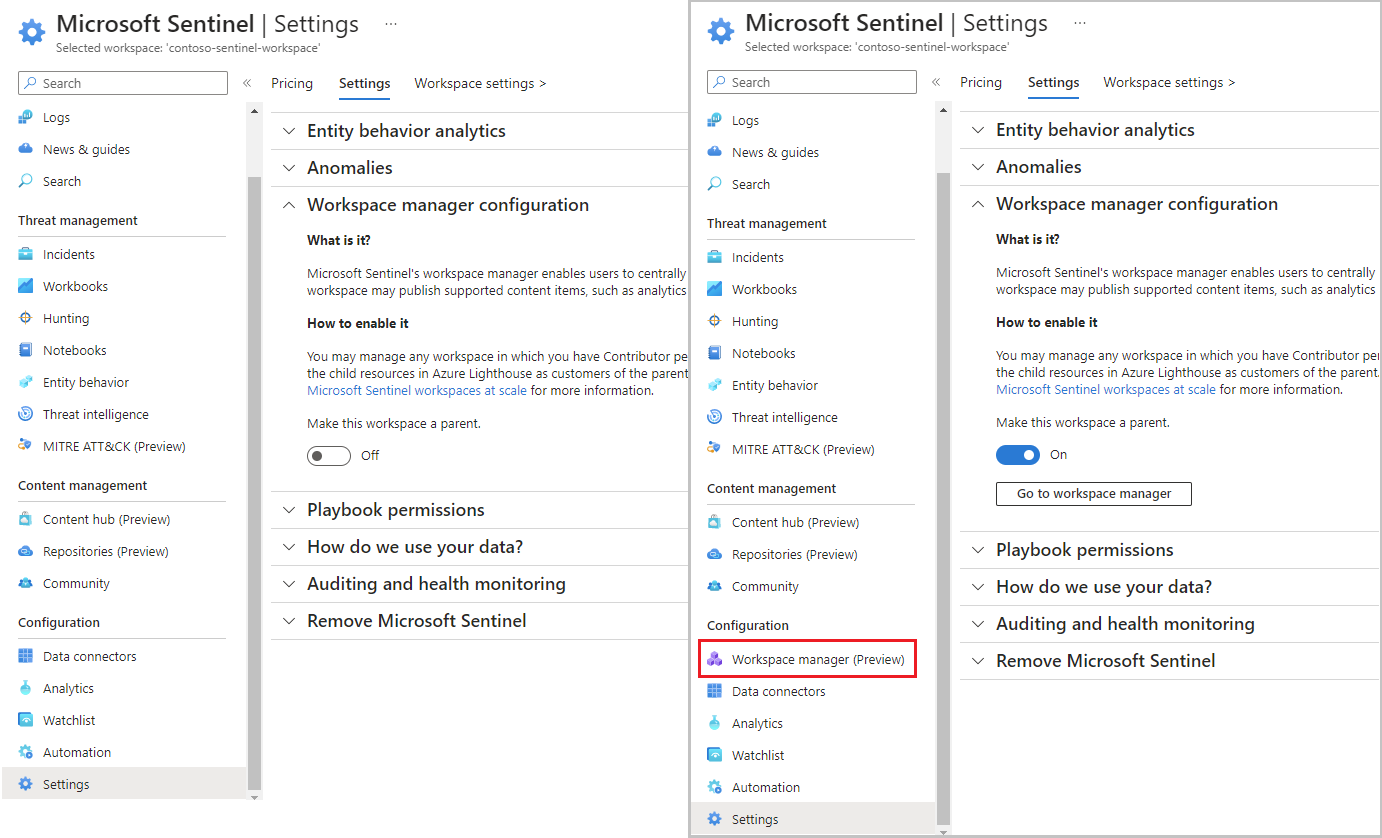 Microsoft Sentinel | Settings ...
Selected workspace: 'contoso-sentinel-workspace'
Search «
Logs
News & guides
Search
Threat management
Incidents
Workbooks
Hunting
Notebooks
Entity behavior
Threat intelligence
MITRE ATT&CK (Preview)
Content management
Content hub (Preview)
Repositories (Preview)
Community
Configuration
Data connectors
Analytics
Watchlist
Automation
Settings
Pricing Settings Workspace settings >
Entity behavior analytics
Anomalies
Workspace manager configuration
What is it?
Microsoft Sentinel's workspace manager enables users to centrally
workspace may publish supported content items, such as analytics
How to enable it
You may manage any workspace in which you have Contributor pe
the child resources in Azure Lighthouse as customers of the parent
Microsoft Sentinel workspaces at scale for more information.
Make this workspace a parent.
Off
Playbook permissions
How do we use your data?
Auditing and health monitoring
Remove Microsoft Sentinel
Microsoft Sentinel | Settings ...
Selected workspace: 'contoso-sentinel-workspace'
Search «
Logs
News & guides
Search
Threat management
Incidents
Workbooks
Hunting
Notebooks
Entity behavior
Threat intelligence
MITRE ATT&CK (Preview)
Content management
Content hub (Preview)
Repositories (Preview)
Community
Configuration
Workspace manager (Preview)
Data connectors
Analytics
Watchlist
Automation
Settings
Pricing Settings Workspace settings >
Entity behavior analytics
Anomalies
Workspace manager configuration
What is it?
Microsoft Sentinel's workspace manager enables users to centrally
workspace may publish supported content items, such as analytics
How to enable it
You may manage any workspace in which you have Contributor per
the child resources in Azure Lighthouse as customers of the parent.
Microsoft Sentinel workspaces at scale for more information.
Make this workspace a parent.
On
Go to workspace manager
Playbook permissions
How do we use your data?
Auditing and health monitoring
Remove Microsoft Sentinel